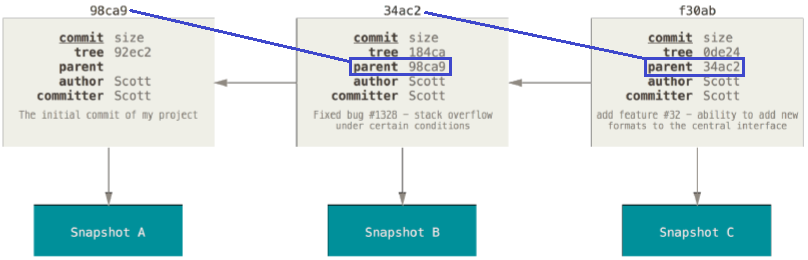 98ca9
commit size
tree 92ec2
parent
author Scott
committer Scott
The initial commit of my project
Snapshot A
34ac2
commit size
tree 184ca
parent 98ca9
author Scott
committer Scott
Fixed bug #1328 – stack overflow
under certain conditions
Snapshot B
f30ab
commit size
tree 0de24
parent 34ac2
author Scott
committer Scott
add feature #32 – ability to add new
formats to the central interface
Snapshot C